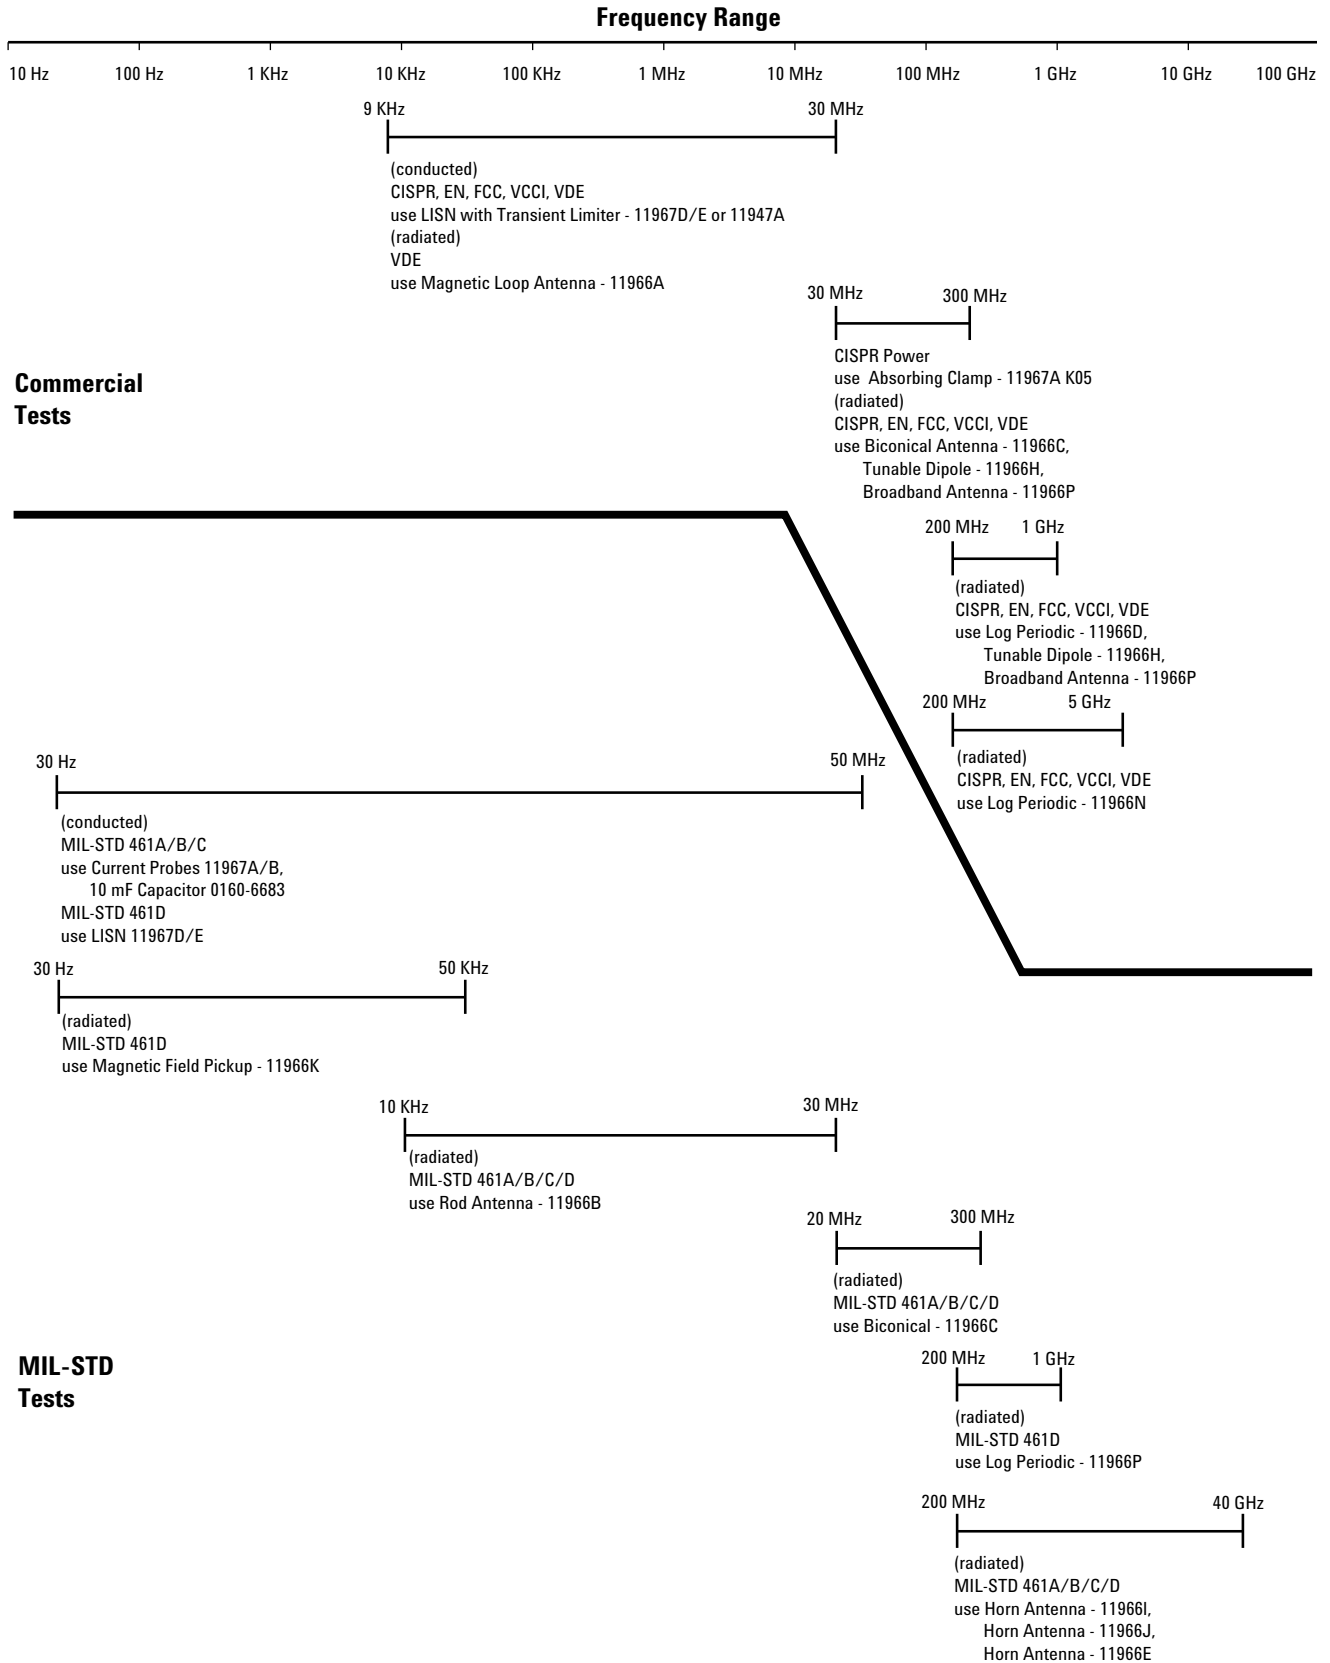 Frequency Range
10 Hz 100 Hz 1 KHz 10 KHz 100 KHz 1 MHz 10 MHz 100 MHz 1 GHz 10 GHz 100 GHz
9 KHz 30 MHz
(conducted)
CISPR, EN, FCC, VCCI, VDE
use LISN with Transient Limiter - 11967D/E or 11947A
(radiated)
VDE
use Magnetic Loop Antenna - 11966A
30 MHz 300 MHz
CISPR Power
use Absorbing Clamp - 11967A K05
(radiated)
CISPR, EN, FCC, VCCI, VDE
use Biconical Antenna - 11966C,
Tunable Dipole - 11966H,
Broadband Antenna - 11966P
Commercial
Tests
200 MHz 1 GHz
(radiated)
CISPR, EN, FCC, VCCI, VDE
use Log Periodic - 11966D,
Tunable Dipole - 11966H,
Broadband Antenna - 11966P
200 MHz 5 GHz
(radiated)
CISPR, EN, FCC, VCCI, VDE
use Log Periodic - 11966N
30 Hz 50 MHz
(conducted)
MIL-STD 461A/B/C
use Current Probes 11967A/B,
10 mF Capacitor 0160-6683
MIL-STD 461D
use LISN 11967D/E
30 Hz 50 KHz
(radiated)
MIL-STD 461D
use Magnetic Field Pickup - 11966K
10 KHz 30 MHz
(radiated)
MIL-STD 461A/B/C/D
use Rod Antenna - 11966B
20 MHz 300 MHz
(radiated)
MIL-STD 461A/B/C/D
use Biconical - 11966C
MIL-STD
Tests
200 MHz 1 GHz
(radiated)
MIL-STD 461D
use Log Periodic - 11966P
200 MHz 40 GHz
(radiated)
MIL-STD 461A/B/C/D
use Horn Antenna - 11966I,
Horn Antenna - 11966J,
Horn Antenna - 11966E